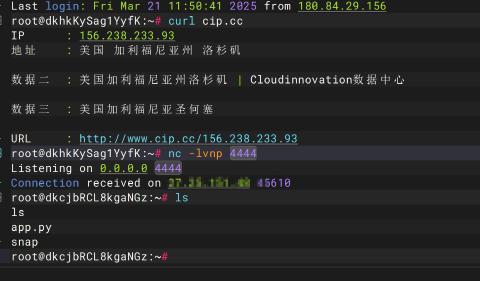 Last login: Fri Mar 21 11:50:41 2025 from 180.84.29.156
root@dkhkKySag1YyfK:~# curl cip.cc
IP : 156.238.233.93
地址 : 美国 加利福尼亚州 洛杉矶
数据二 : 美国加利福尼亚州洛杉矶 | Cloudinnovation数据中心
数据三 : 美国加利福尼亚圣何塞
URL : http://www.cip.cc/156.238.233.93
root@dkhkKySag1YyfK:~# nc -lvnp 4444
Listening on 0.0.0.0 4444
Connection received on 45610
root@dkcjbRCL8kgaNGz:~# ls
ls
app.py
snap
root@dkcjbRCL8kgaNGz:~#